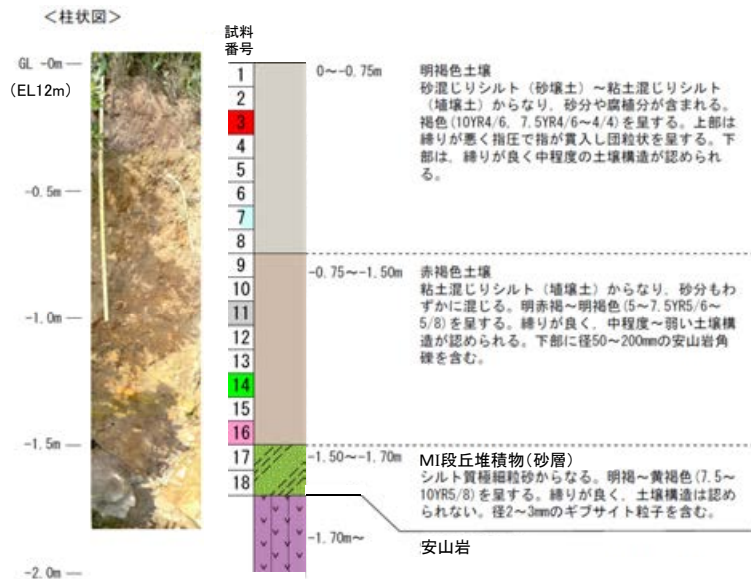 ＜柱状図＞
試料
番号
GL -0m
(EL12m)
-0.5m
-1.0m
-1.5m
-2.0m
1
2
3
4
5
6
7
8
9
10
11
12
13
14
15
16
17
18
0～-0.75m
明褐色土壌
砂混じりシルト（砂壌土）～粘土混じりシルト
（埴壌土）からなり，砂分や腐植分が含まれる。
褐色(10YR4/6，7.5YR4/6～4/4)を呈する。上部は
締りが悪く指圧で指が貫入し団粒状を呈する。下
部は，締りが良く中程度の土壌構造が認められ
る。
-0.75～-1.50m
赤褐色土壌
粘土混じりシルト（埴壌土）からなり，砂分もわ
ずかに混じる。明赤褐～明褐色(5～7.5YR5/6～
5/8)を呈する。締りが良く，中程度～弱い土壌構
造が認められる。下部に径50～200mmの安山岩角
礫を含む。
-1.50～-1.70m
MI段丘堆積物(砂層)
シルト質極細粒砂からなる。明褐～黄褐色(7.5～
10YR5/8)を呈する。締りが良く，土壌構造は認め
られない。径2～3mmのギブサイト粒子を含む。
-1.70m～
安山岩